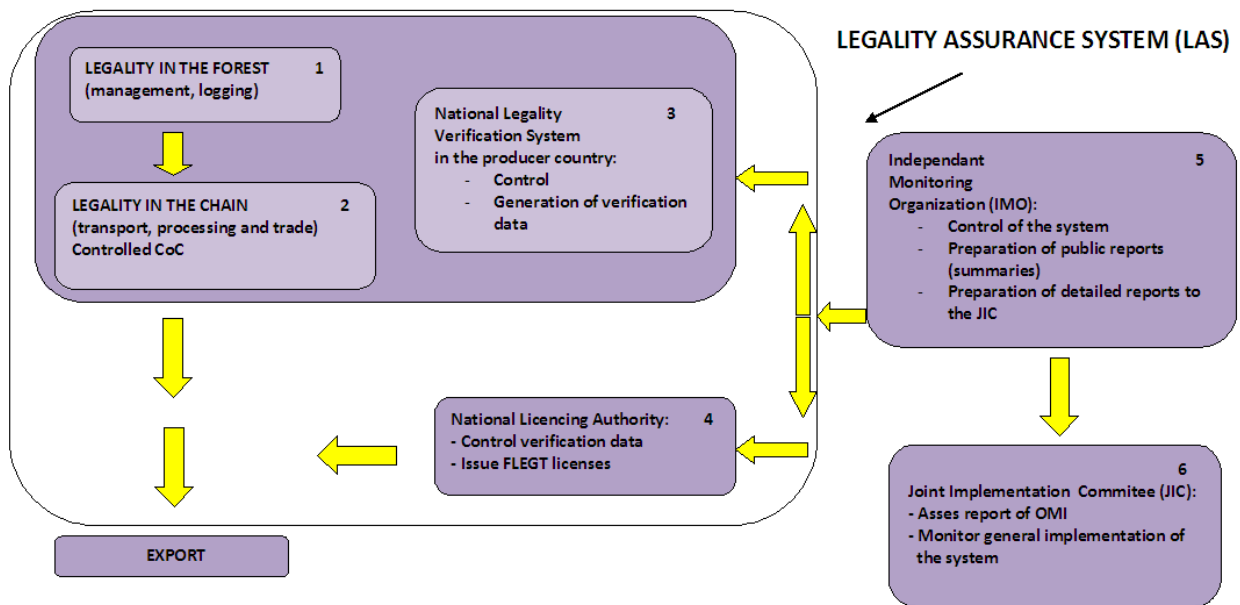 LEGALITY ASSURANCE SYSTEM (LAS)
LEGALITY IN THE FOREST 1
(management, logging)
LEGALITY IN THE CHAIN 2
(transport, processing and trade)
Controlled CoC
National Legality 3
Verification System
in the producer country:
- Control
- Generation of verification
data
National Licencing Authority: 4
- Control verification data
- Issue FLEGT licenses
EXPORT
Independant 5
Monitoring
Organization (IMO):
- Control of the system
- Preparation of public reports
(summaries)
- Preparation of detailed reports to
the JIC
6
Joint Implementation Commitee (JIC):
- Asses report of OMI
- Monitor general implementation of
the system